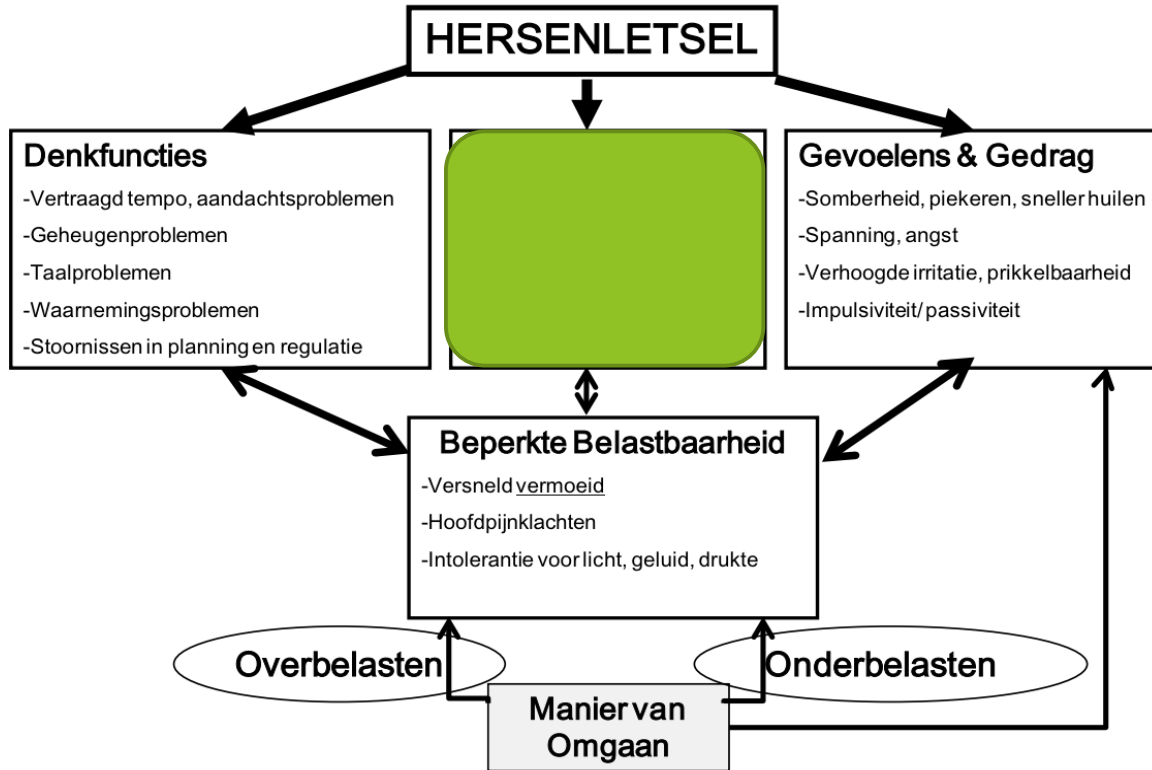 HERSENLETSEL
Denkfuncties
-Vertraagd tempo, aandachtsproblemen
-Geheugenproblemen
-Taalproblemen
-Waarnemingsproblemen
-Stoornissen in planning en regulatie
Gevoelens & Gedrag
-Somberheid, piekeren, sneller huilen
-Spanning, angst
-Verhoogde irritatie, prikkelbaarheid
-Impulsiviteit/ passiviteit
Beperkte Belastbaarheid
-Versneld vermoeid
-Hoofdpijnklachten
-Intolerantie voor licht, geluid, drukte
Overbelasten
Onderbelasten
Manier van
Omgaan